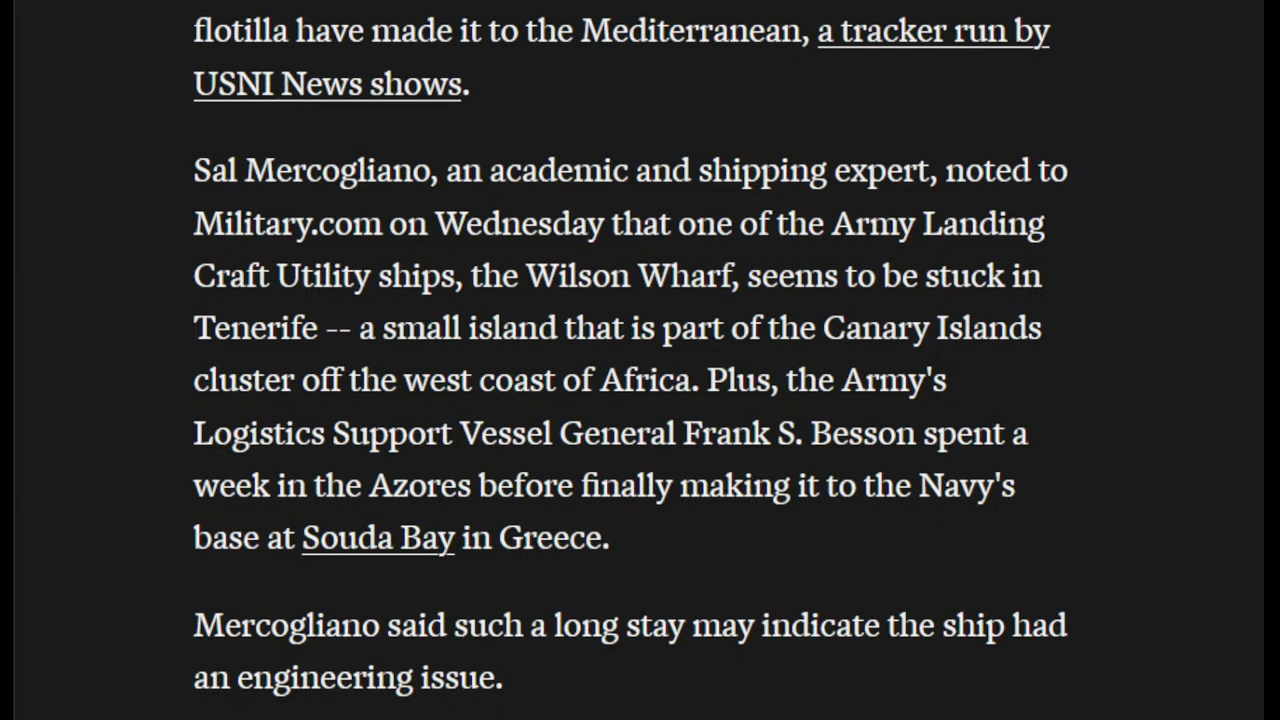 flotilla have made it to the Mediterranean, a tracker run by
USNI News shows.
Sal Mercogliano, an academic and shipping expert, noted to
Military.com on Wednesday that one of the Army Landing
Craft Utility ships, the Wilson Wharf, seems to be stuck in
Tenerife -- a small island that is part of the Canary Islands
cluster off the west coast of Africa. Plus, the Army's
Logistics Support Vessel General Frank S. Besson spent a
week in the Azores before finally making it to the Navy's
base at Souda Bay in Greece.
Mercogliano said such a long stay may indicate the ship had
an engineering issue.